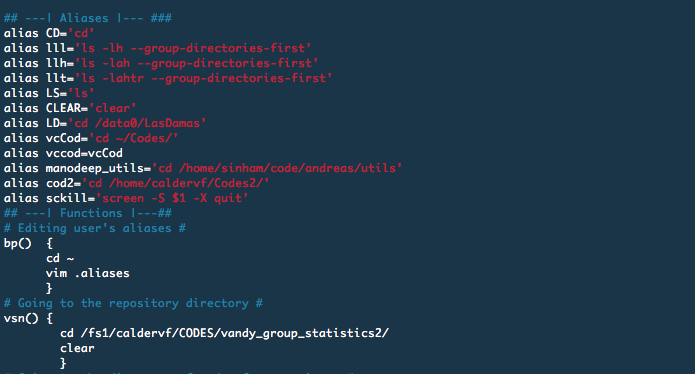 ## ---| Aliases |--- ###
alias CD='cd'
alias lll='ls -lh --group-directories-first'
alias llh='ls -lah --group-directories-first'
alias llt='ls -lahtr --group-directories-first'
alias LS='ls'
alias CLEAR='clear'
alias LD='cd /data0/LasDamas'
alias vcCod='cd ~/Codes/'
alias vccod=vcCod
alias manodeep_utils='cd /home/sinham/code/andreas/utils'
alias cod2='cd /home/caldervf/Codes2/'
alias sckill='screen -S $1 -X quit'
## ---| Functions |---##
# Editing user's aliases #
bp()  {
      cd ~
      vim .aliases
      }
# Going to the repository directory #
vsn() {
        cd /fs1/caldervf/CODES/vandy_group_statistics2/
        clear
        }